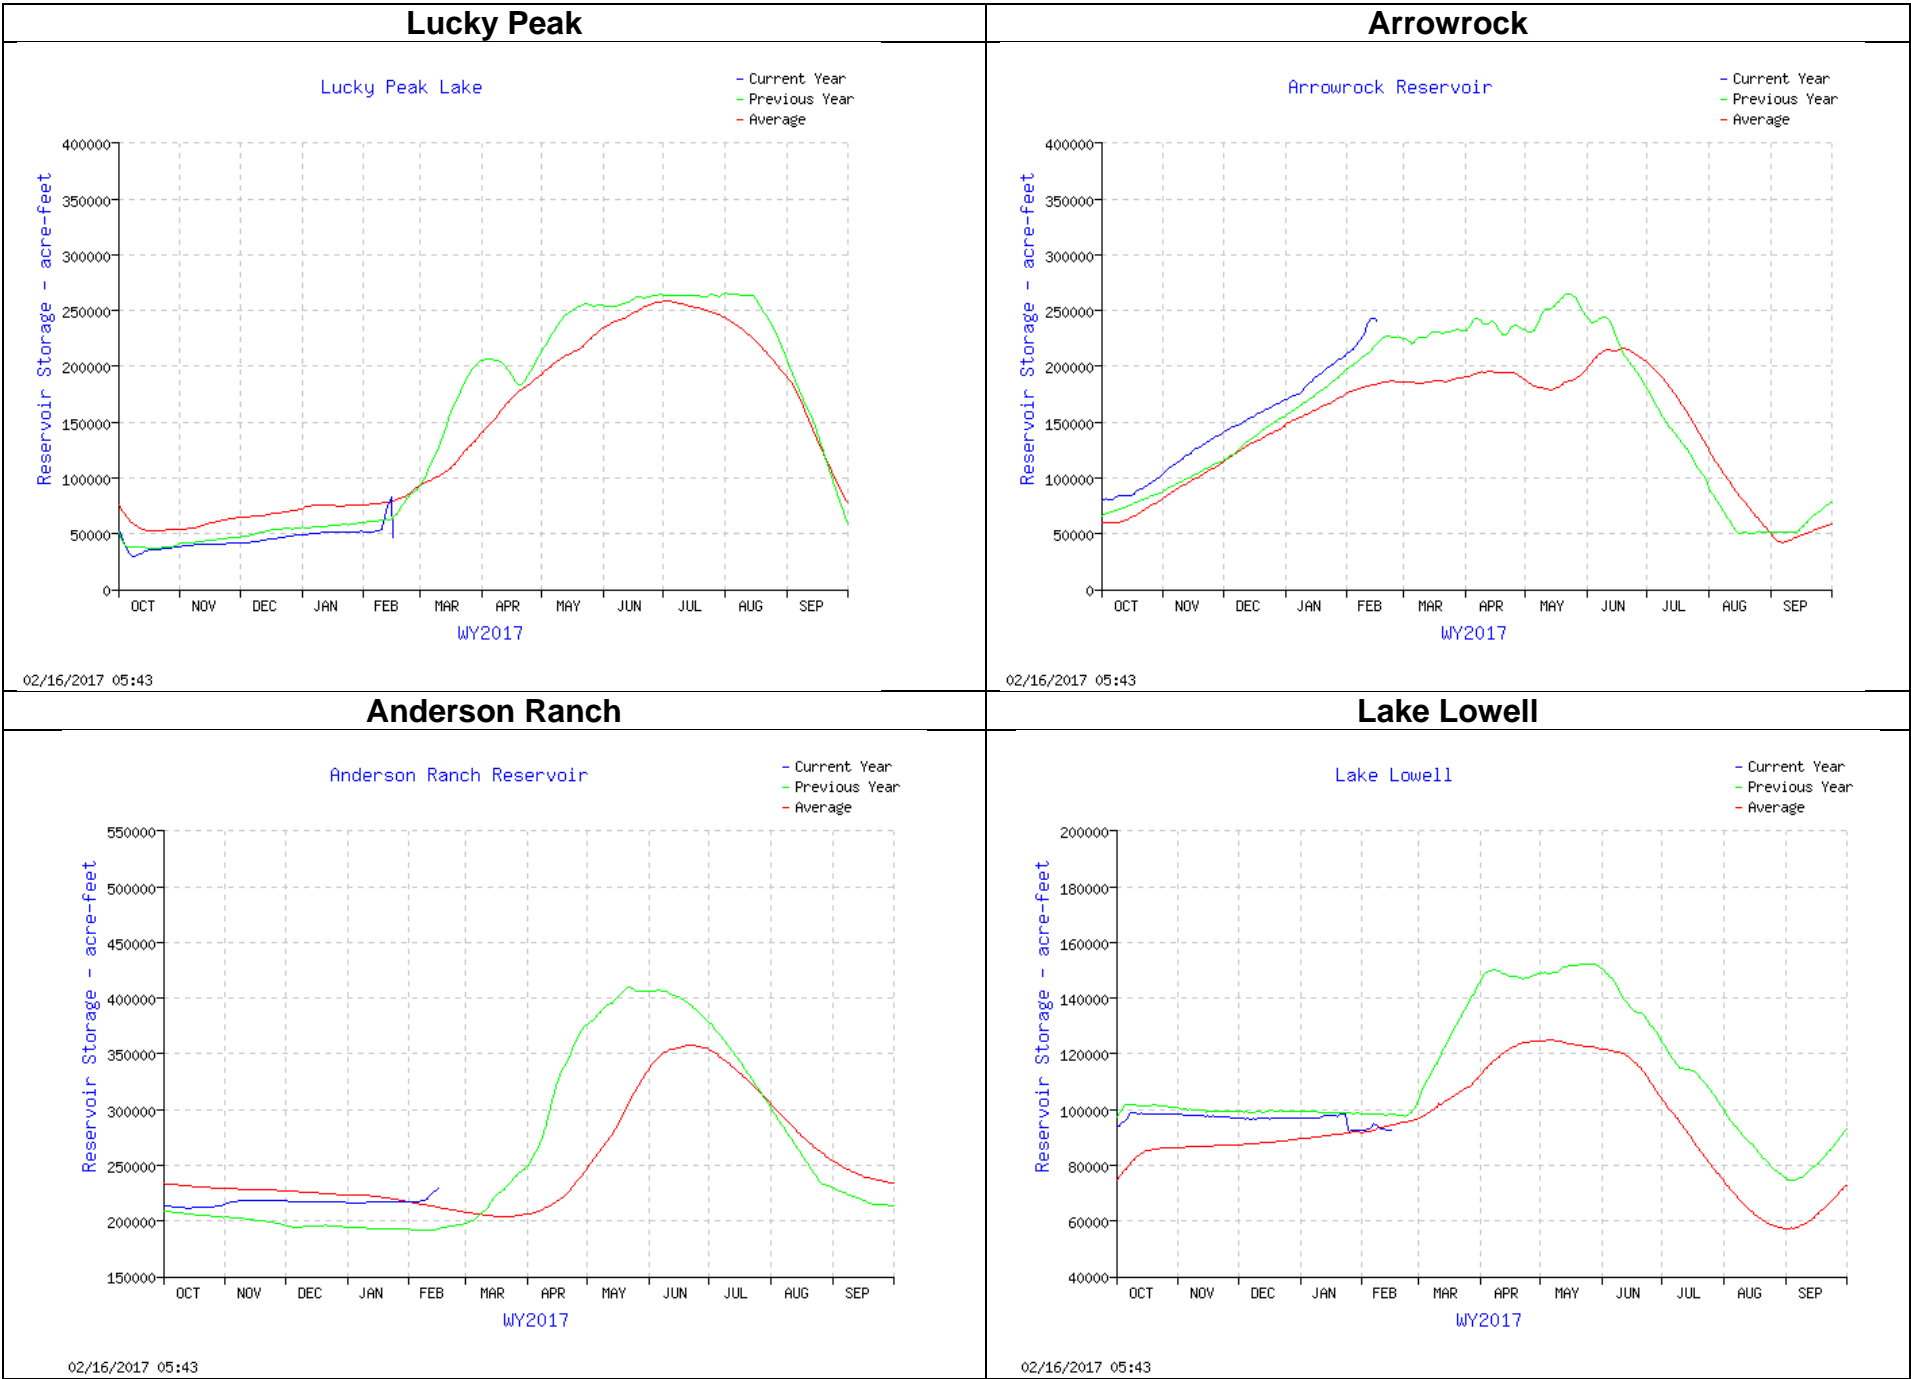 Lucky Peak
Lucky Peak Lake
Current Year
Previous Year
Average
400000
350000
300000
250000
200000
150000
100000
50000
0
Reservoir Storage - acre-feet
OCT NOV DEC JAN FEB MAR APR MAY JUN JUL AUG SEP
WY2017
02/16/2017 05:43
Arrowrock
Arrowrock Reservoir
Current Year
Previous Year
Average
400000
350000
300000
250000
200000
150000
100000
50000
0
Reservoir Storage - acre-feet
OCT NOV DEC JAN FEB MAR APR MAY JUN JUL AUG SEP
WY2017
02/16/2017 05:43
Anderson Ranch
Anderson Ranch Reservoir
Current Year
Previous Year
Average
550000
500000
450000
400000
350000
300000
250000
200000
150000
Reservoir Storage - acre-feet
OCT NOV DEC JAN FEB MAR APR MAY JUN JUL AUG SEP
WY2017
02/16/2017 05:43
Lake Lowell
Lake Lowell
Current Year
Previous Year
Average
200000
180000
160000
140000
120000
100000
80000
60000
40000
Reservoir Storage - acre-feet
OCT NOV DEC JAN FEB MAR APR MAY JUN JUL AUG SEP
WY2017
02/16/2017 05:43